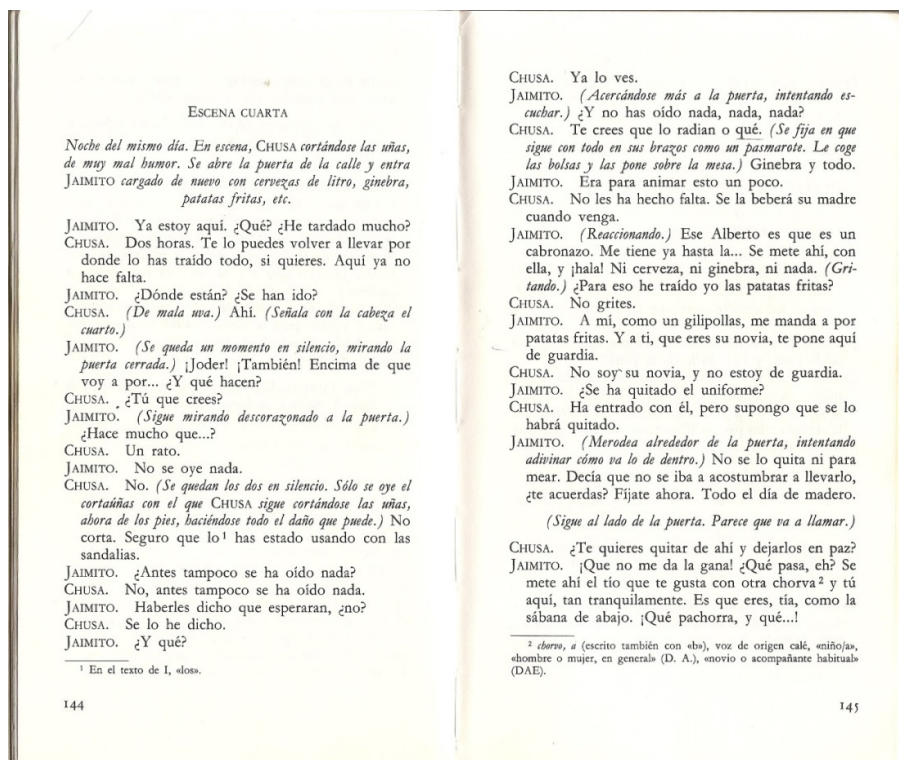 ESCENA CUARTA
Noche del mismo día. En escena, CHUSA cortándose las uñas,
de muy mal humor. Se abre la puerta de la calle y entra
JAIMITO cargado de nuevo con cervezas de litro, ginebra,
patatas fritas, etc.
JAIMITO. Ya estoy aquí. ¿Qué? ¿He tardado mucho?
CHUSA. Dos horas. Te lo puedes volver a llevar por
donde lo has traído todo, si quieres. Aquí ya no
hace falta.
JAIMITO. ¿Dónde están? ¿Se han ido?
CHUSA. (De mala uva.) Ahí. (Señala con la cabeza el
cuarto.)
JAIMITO. (Se queda un momento en silencio, mirando la
puerta cerrada.) ¡Joder! ¡También! Encima de que
voy a por... ¿Y qué hacen?
CHUSA. ¿Tú que crees?
JAIMITO. (Sigue mirando descorazonado a la puerta.)
¿Hace mucho que...?
CHUSA. Un rato.
JAIMITO. No se oye nada.
CHUSA. No. (Se quedan los dos en silencio. Sólo se oye el
cortaúñas con el que CHUSA sigue cortándose las uñas,
ahora de los pies, haciéndose todo el daño que puede.) No
corta. Seguro que lo¹ has estado usando con las
sandalias.
JAIMITO. ¿Antes tampoco se ha oído nada?
CHUSA. No, antes tampoco se ha oído nada.
JAIMITO. Haberles dicho que esperaran, ¿no?
CHUSA. Se lo he dicho.
JAIMITO. ¿Y qué?
¹ En el texto de I, «los».
144
CHUSA. Ya lo ves.
JAIMITO. (Acercándose más a la puerta, intentando es-
cuchar.) ¿Y no has oído nada, nada, nada?
CHUSA. Te crees que lo radian o qué. (Se fija en que
sigue con todo en sus brazos como un pasmarote. Le coge
las bolsas y las pone sobre la mesa.) Ginebra y todo.
JAIMITO. Era para animar esto un poco.
CHUSA. No les ha hecho falta. Se la beberá su madre
cuando venga.
JAIMITO. (Reaccionando.) Ese Alberto es que es un
cabronazo. Me tiene ya hasta la... Se mete ahí, con
ella, y ¡hala! Ni cerveza, ni ginebra, ni nada. (Gri-
tando.) ¿Para eso he traído yo las patatas fritas?
CHUSA. No grites.
JAIMITO. A mí, como un gilipollas, me manda a por
patatas fritas. Y a ti, que eres su novia, te pone aquí
de guardia.
CHUSA. No soy su novia, y no estoy de guardia.
JAIMITO. ¿Se ha quitado el uniforme?
CHUSA. Ha entrado con él, pero supongo que se lo
habrá quitado.
JAIMITO. (Merodea alrededor de la puerta, intentando
adivinar cómo va lo de dentro.) No se lo quita ni para
mear. Decía que no se iba a acostumbrar a llevarlo,
¿te acuerdas? Fíjate ahora. Todo el día de madero.
(Sigue al lado de la puerta. Parece que va a llamar.)
CHUSA. ¿Te quieres quitar de ahí y dejarlos en paz?
JAIMITO. ¡Que no me da la gana! ¿Qué pasa, eh? Se
mete ahí el tío que te gusta con otra chorva² y tú
aquí, tan tranquilamente. Es que eres, tía, como la
sábana de abajo. ¡Qué pachorra, y qué...!
² chorvo, a (escrito también con «b»), voz de origen calé, «niño/a»,
«hombre o mujer, en general» (D. A.), «novio o acompañante habitual»
(DAE).
145